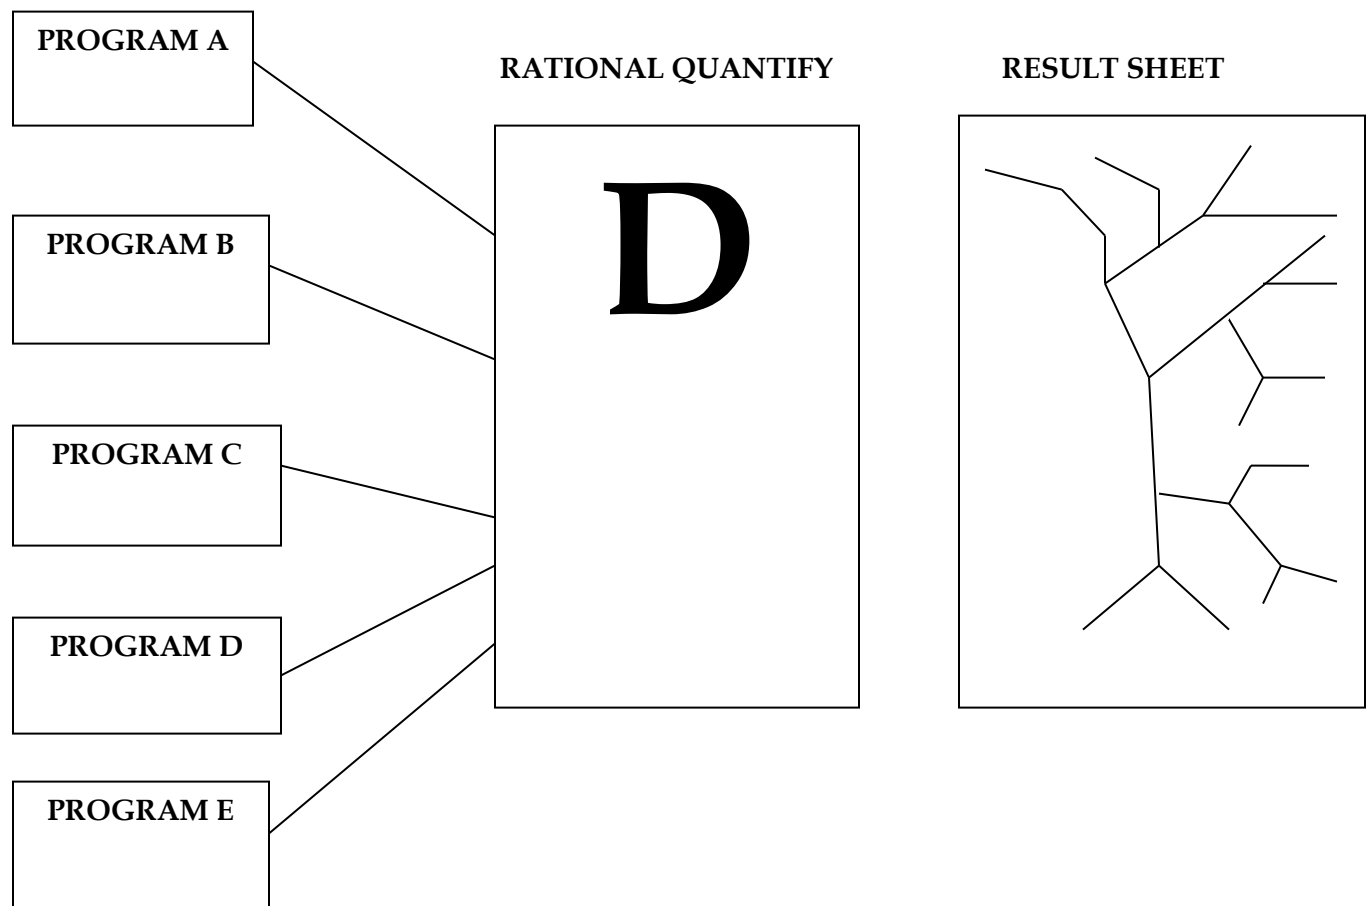 PROGRAM A
RATIONAL QUANTIFY
RESULT SHEET
D
PROGRAM B
PROGRAM C
PROGRAM D
PROGRAM E